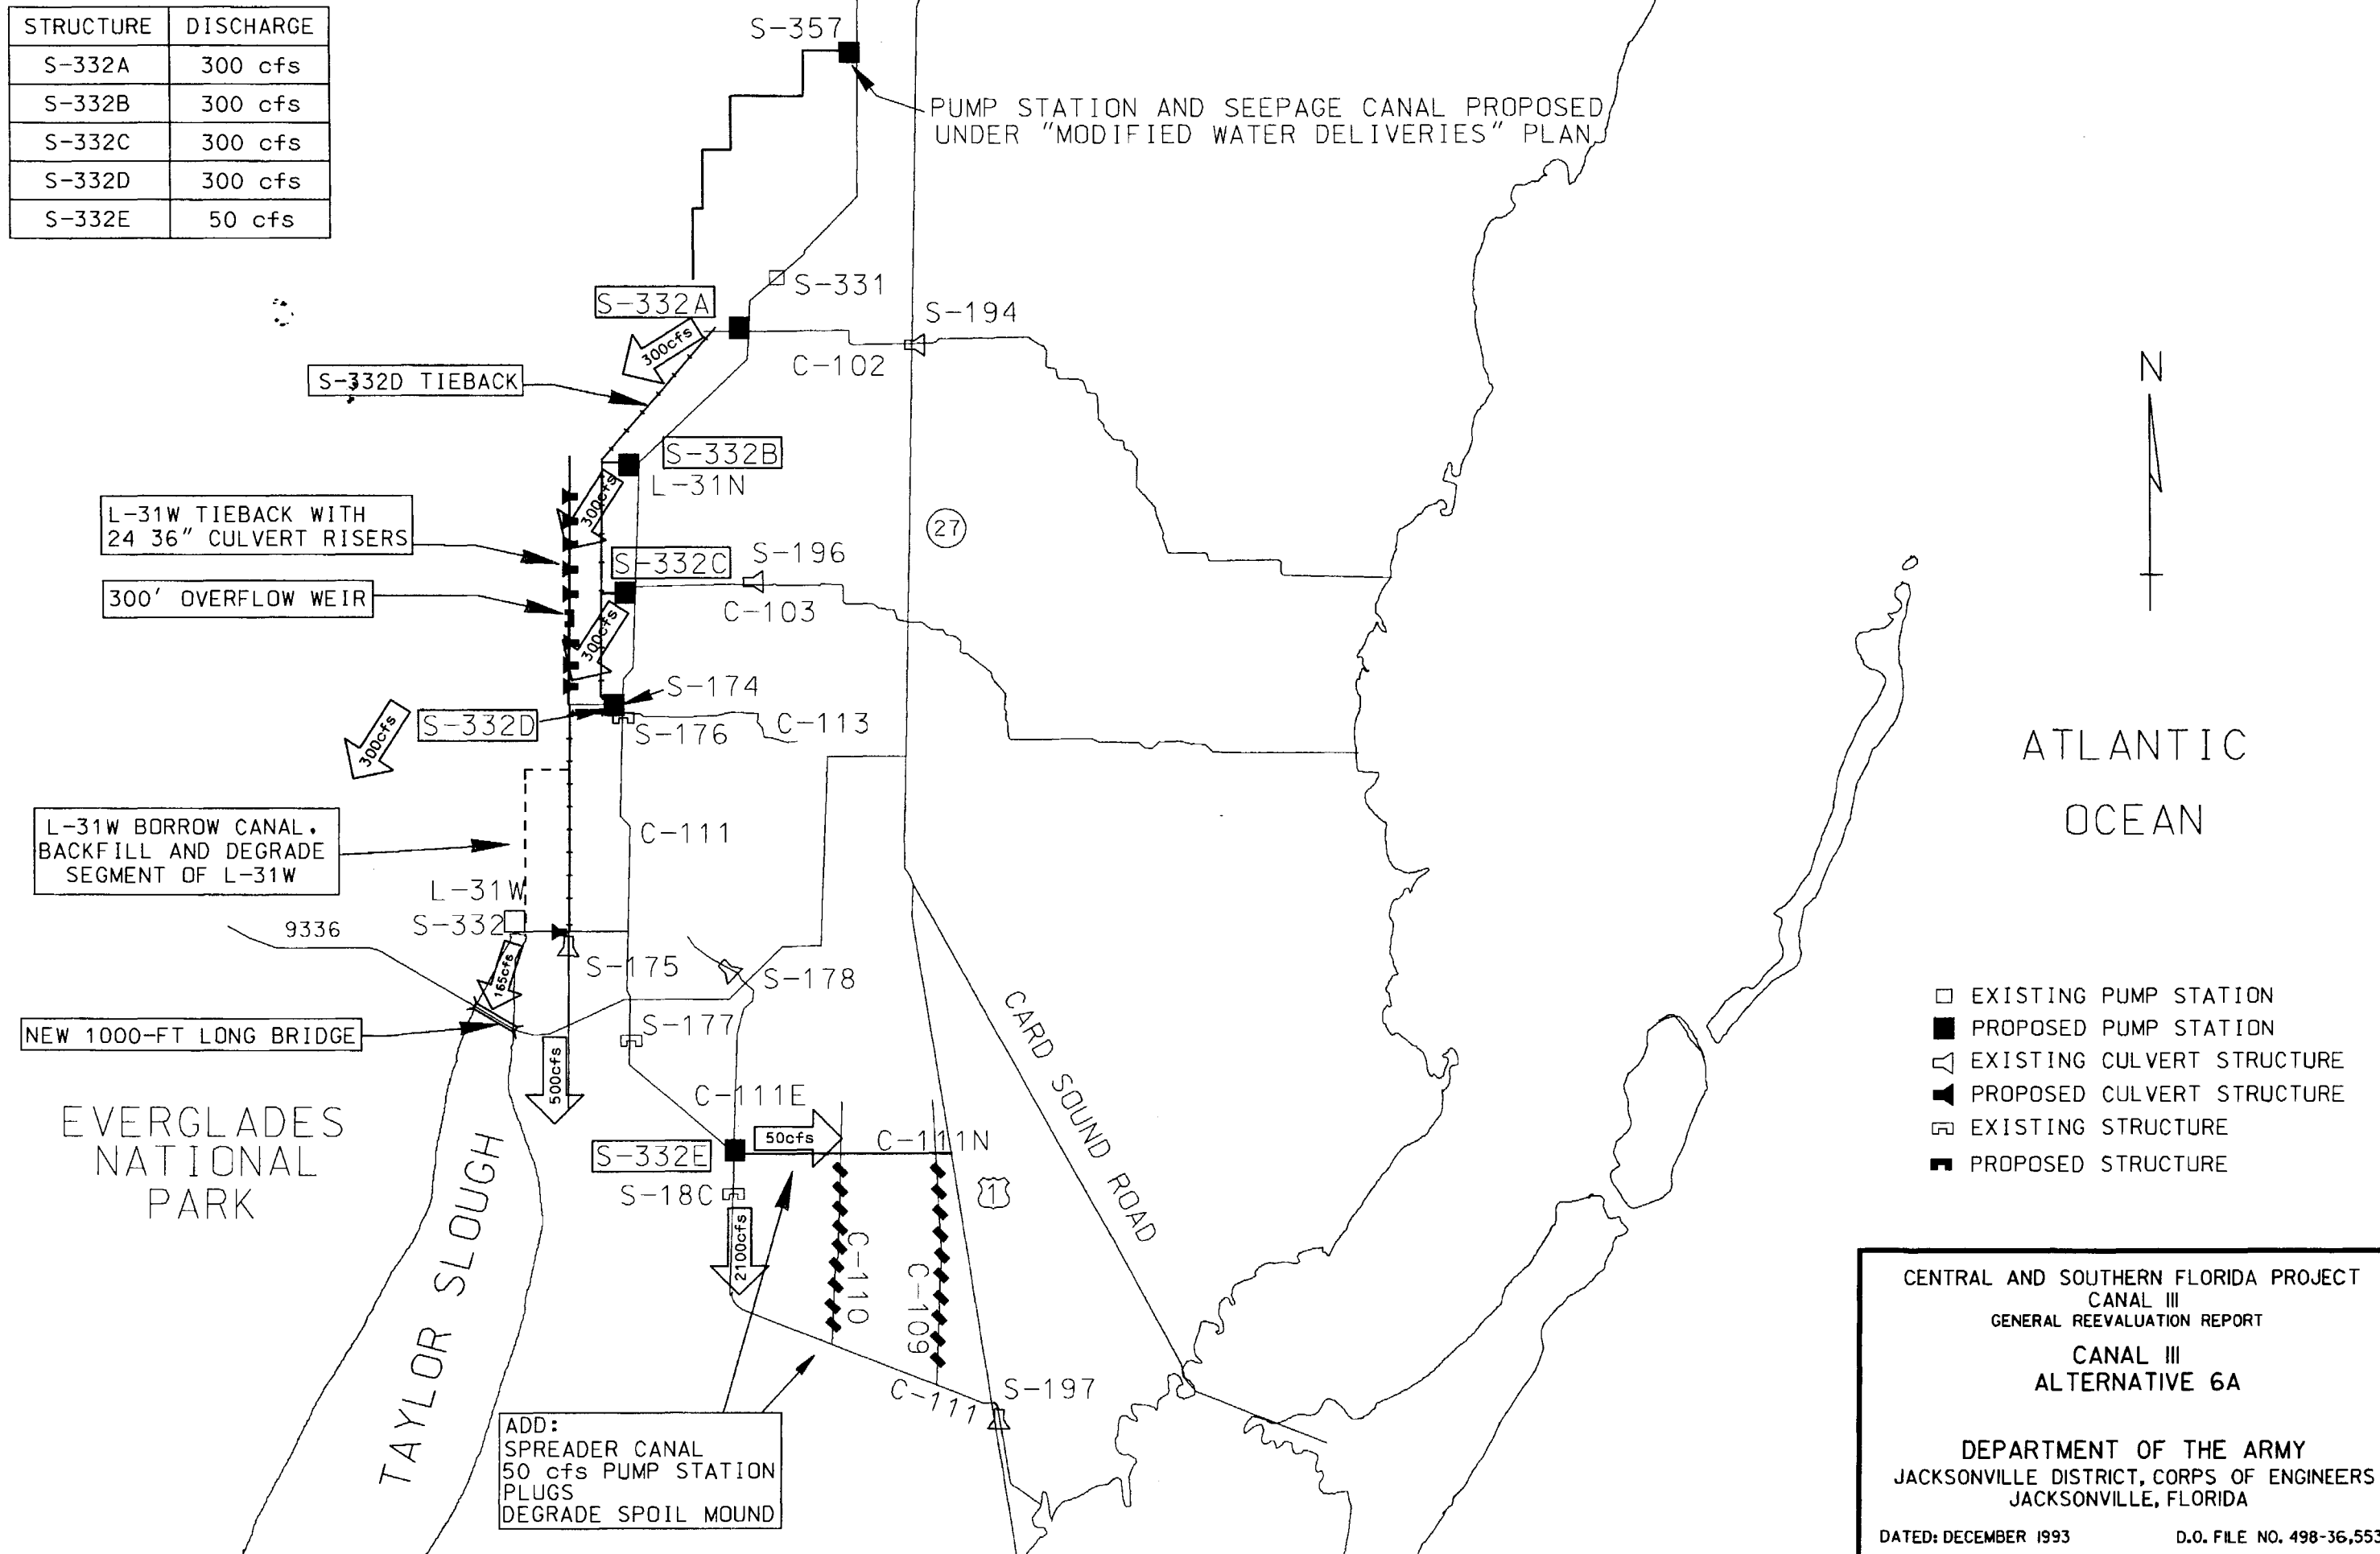 STRUCTURE DISCHARGE
S-332A 300 cfs
S-332B 300 cfs
S-332C 300 cfs
S-332D 300 cfs
S-332E 50 cfs
S-357
PUMP STATION AND SEEPAGE CANAL PROPOSED
UNDER "MODIFIED WATER DELIVERIES" PLAN
S-331
S-332A
300cfs
S-194
C-102
S-332D TIEBACK
S-332B
L-31N
300cfs
L-31W TIEBACK WITH
24 36" CULVERT RISERS
27
S-332C
S-196
C-103
300' OVERFLOW WEIR
300cfs
S-174
S-332D
S-176
C-113
300cfs
N
ATLANTIC
OCEAN
L-31W BORROW CANAL.
BACKFILL AND DEGRADE
SEGMENT OF L-31W
C-111
L-31W
S-332
9336
165cfs
S-175
S-178
NEW 1000-FT LONG BRIDGE
S-177
500cfs
CARD SOUND ROAD
EVERGLADES
NATIONAL
PARK
TAYLOR SLOUGH
C-111E
50cfs
C-111N
S-332E
S-18C
1
2100cfs
C-110
C-109
C-111
S-197
ADD:
SPREADER CANAL
50 cfs PUMP STATION
PLUGS
DEGRADE SPOIL MOUND
EXISTING PUMP STATION
PROPOSED PUMP STATION
EXISTING CULVERT STRUCTURE
PROPOSED CULVERT STRUCTURE
EXISTING STRUCTURE
PROPOSED STRUCTURE
CENTRAL AND SOUTHERN FLORIDA PROJECT
CANAL 111
GENERAL REEVALUATION REPORT
CANAL 111
ALTERNATIVE 6A
DEPARTMENT OF THE ARMY
JACKSONVILLE DISTRICT, CORPS OF ENGINEERS
JACKSONVILLE, FLORIDA
DATED: DECEMBER 1993 D.O. FILE NO. 498-36,553